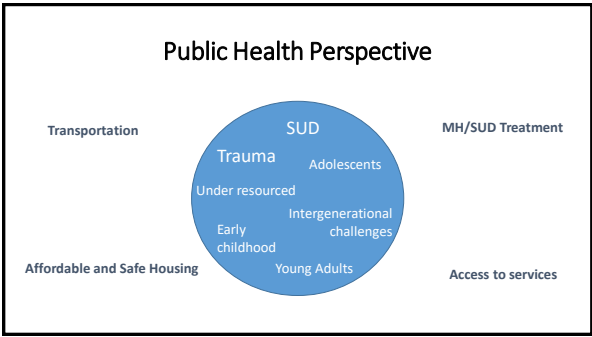 Public Health Perspective
Transportation
MH/SUD Treatment
SUD
Trauma
Adolescents
Under resourced
Intergenerational
challenges
Early
childhood
Young Adults
Affordable and Safe Housing
Access to services